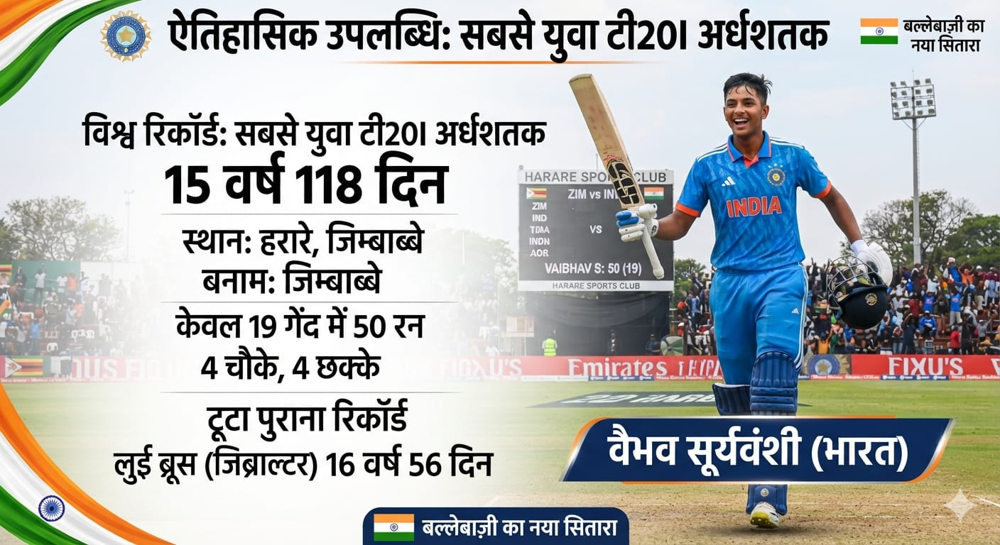 ऐतिहासिक उपलब्धि: सबसे युवा टी20I अर्धशतक
बल्लेबाज़ी का
नया सितारा
विश्व रिकॉर्ड: सबसे युवा टी20I अर्धशतक
15 वर्ष 118 दिन
स्थान: हरारे, जिम्बाब्वे
बनाम: जिम्बाब्वे
केवल 19 गेंद में 50 रन
4 चौके, 4 छक्के
टूटा पुराना रिकॉर्ड
लुई ब्रूस (जिब्राल्टर) 16 वर्ष 56 दिन
HARARE SPORTS CLUB
ZIM vs IN
ZIM
IND
VS
INDN
AOR
VAIBHAV S: 50 (19)
HARARE SPORTS CLUB
INDIA
Emirates
FIXU'S
वैभव सूर्यवंशी (भारत)
बल्लेबाज़ी का नया सितारा